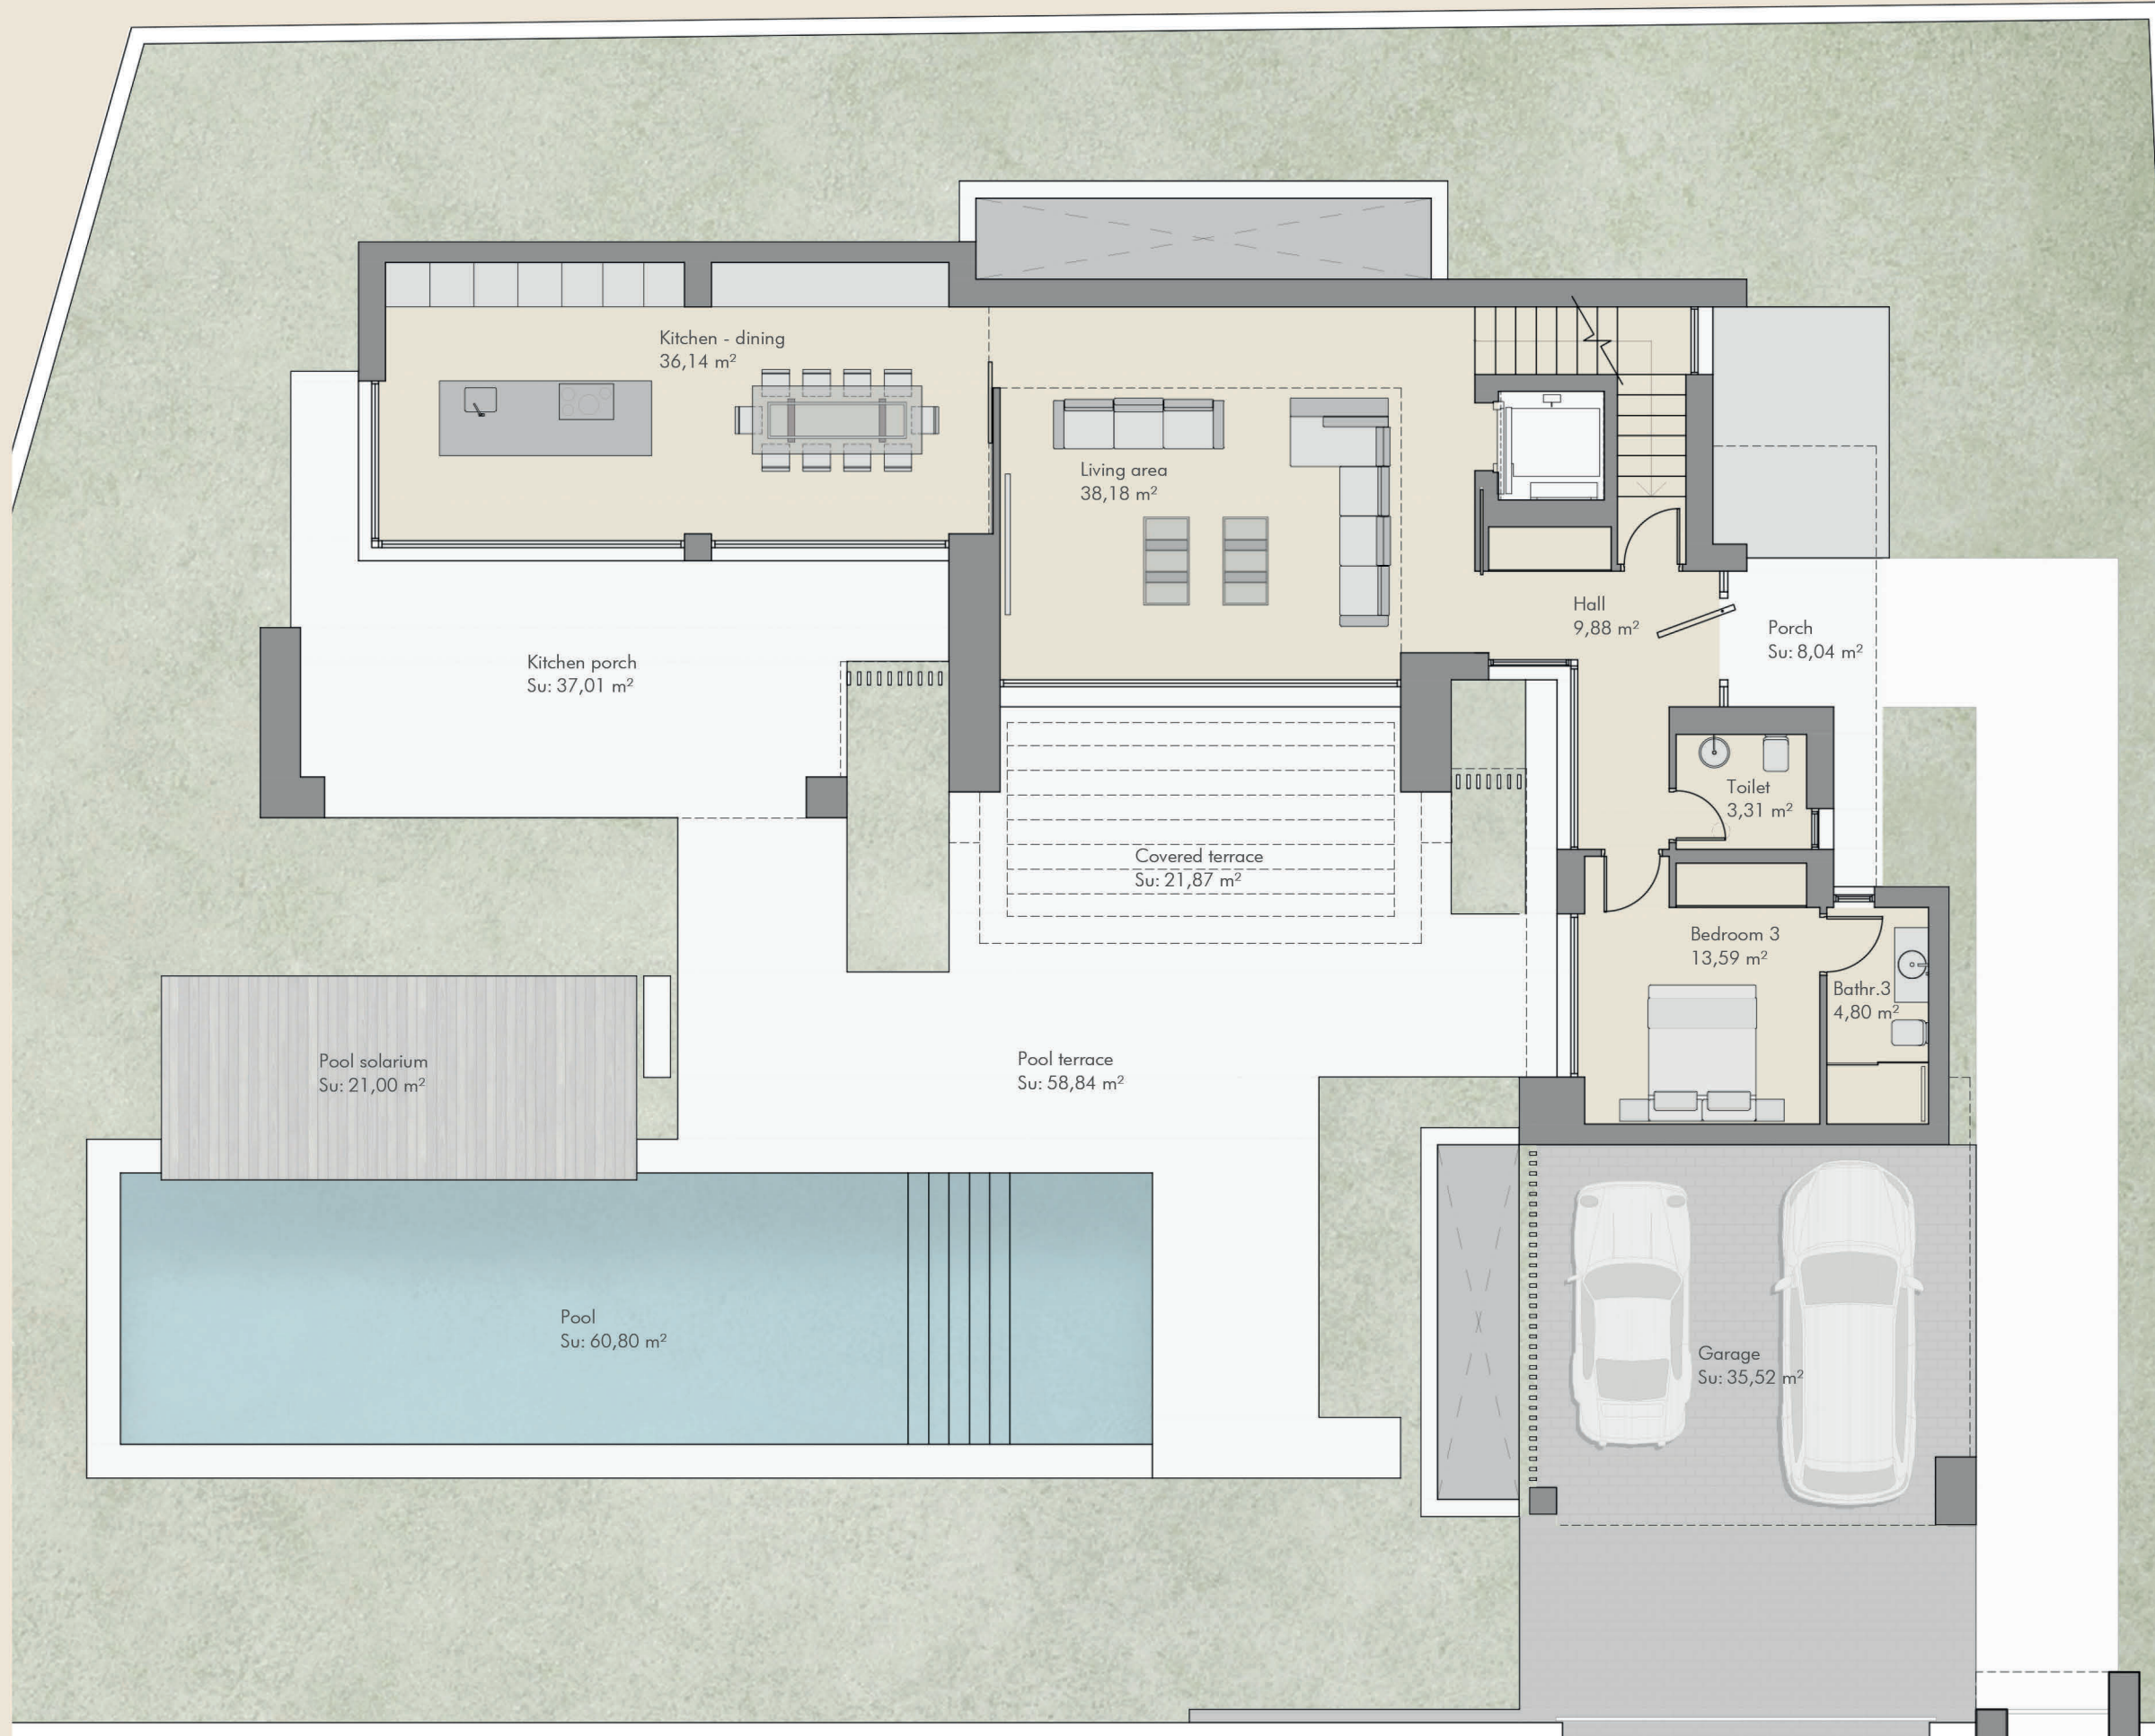 Kitchen - dining
36,14 m²
Living area
38,18 m²
Hall
9,88 m²
Porch
Su: 8,04 m²
Kitchen porch
Su: 37,01 m²
Toilet
3,31 m²
Covered terrace
Su: 21,87 m²
Bedroom 3
13,59 m²
Bathr.3
4,80 m²
Pool solarium
Su: 21,00 m²
Pool terrace
Su: 58,84 m²
Pool
Su: 60,80 m²
Garage
Su: 35,52 m²